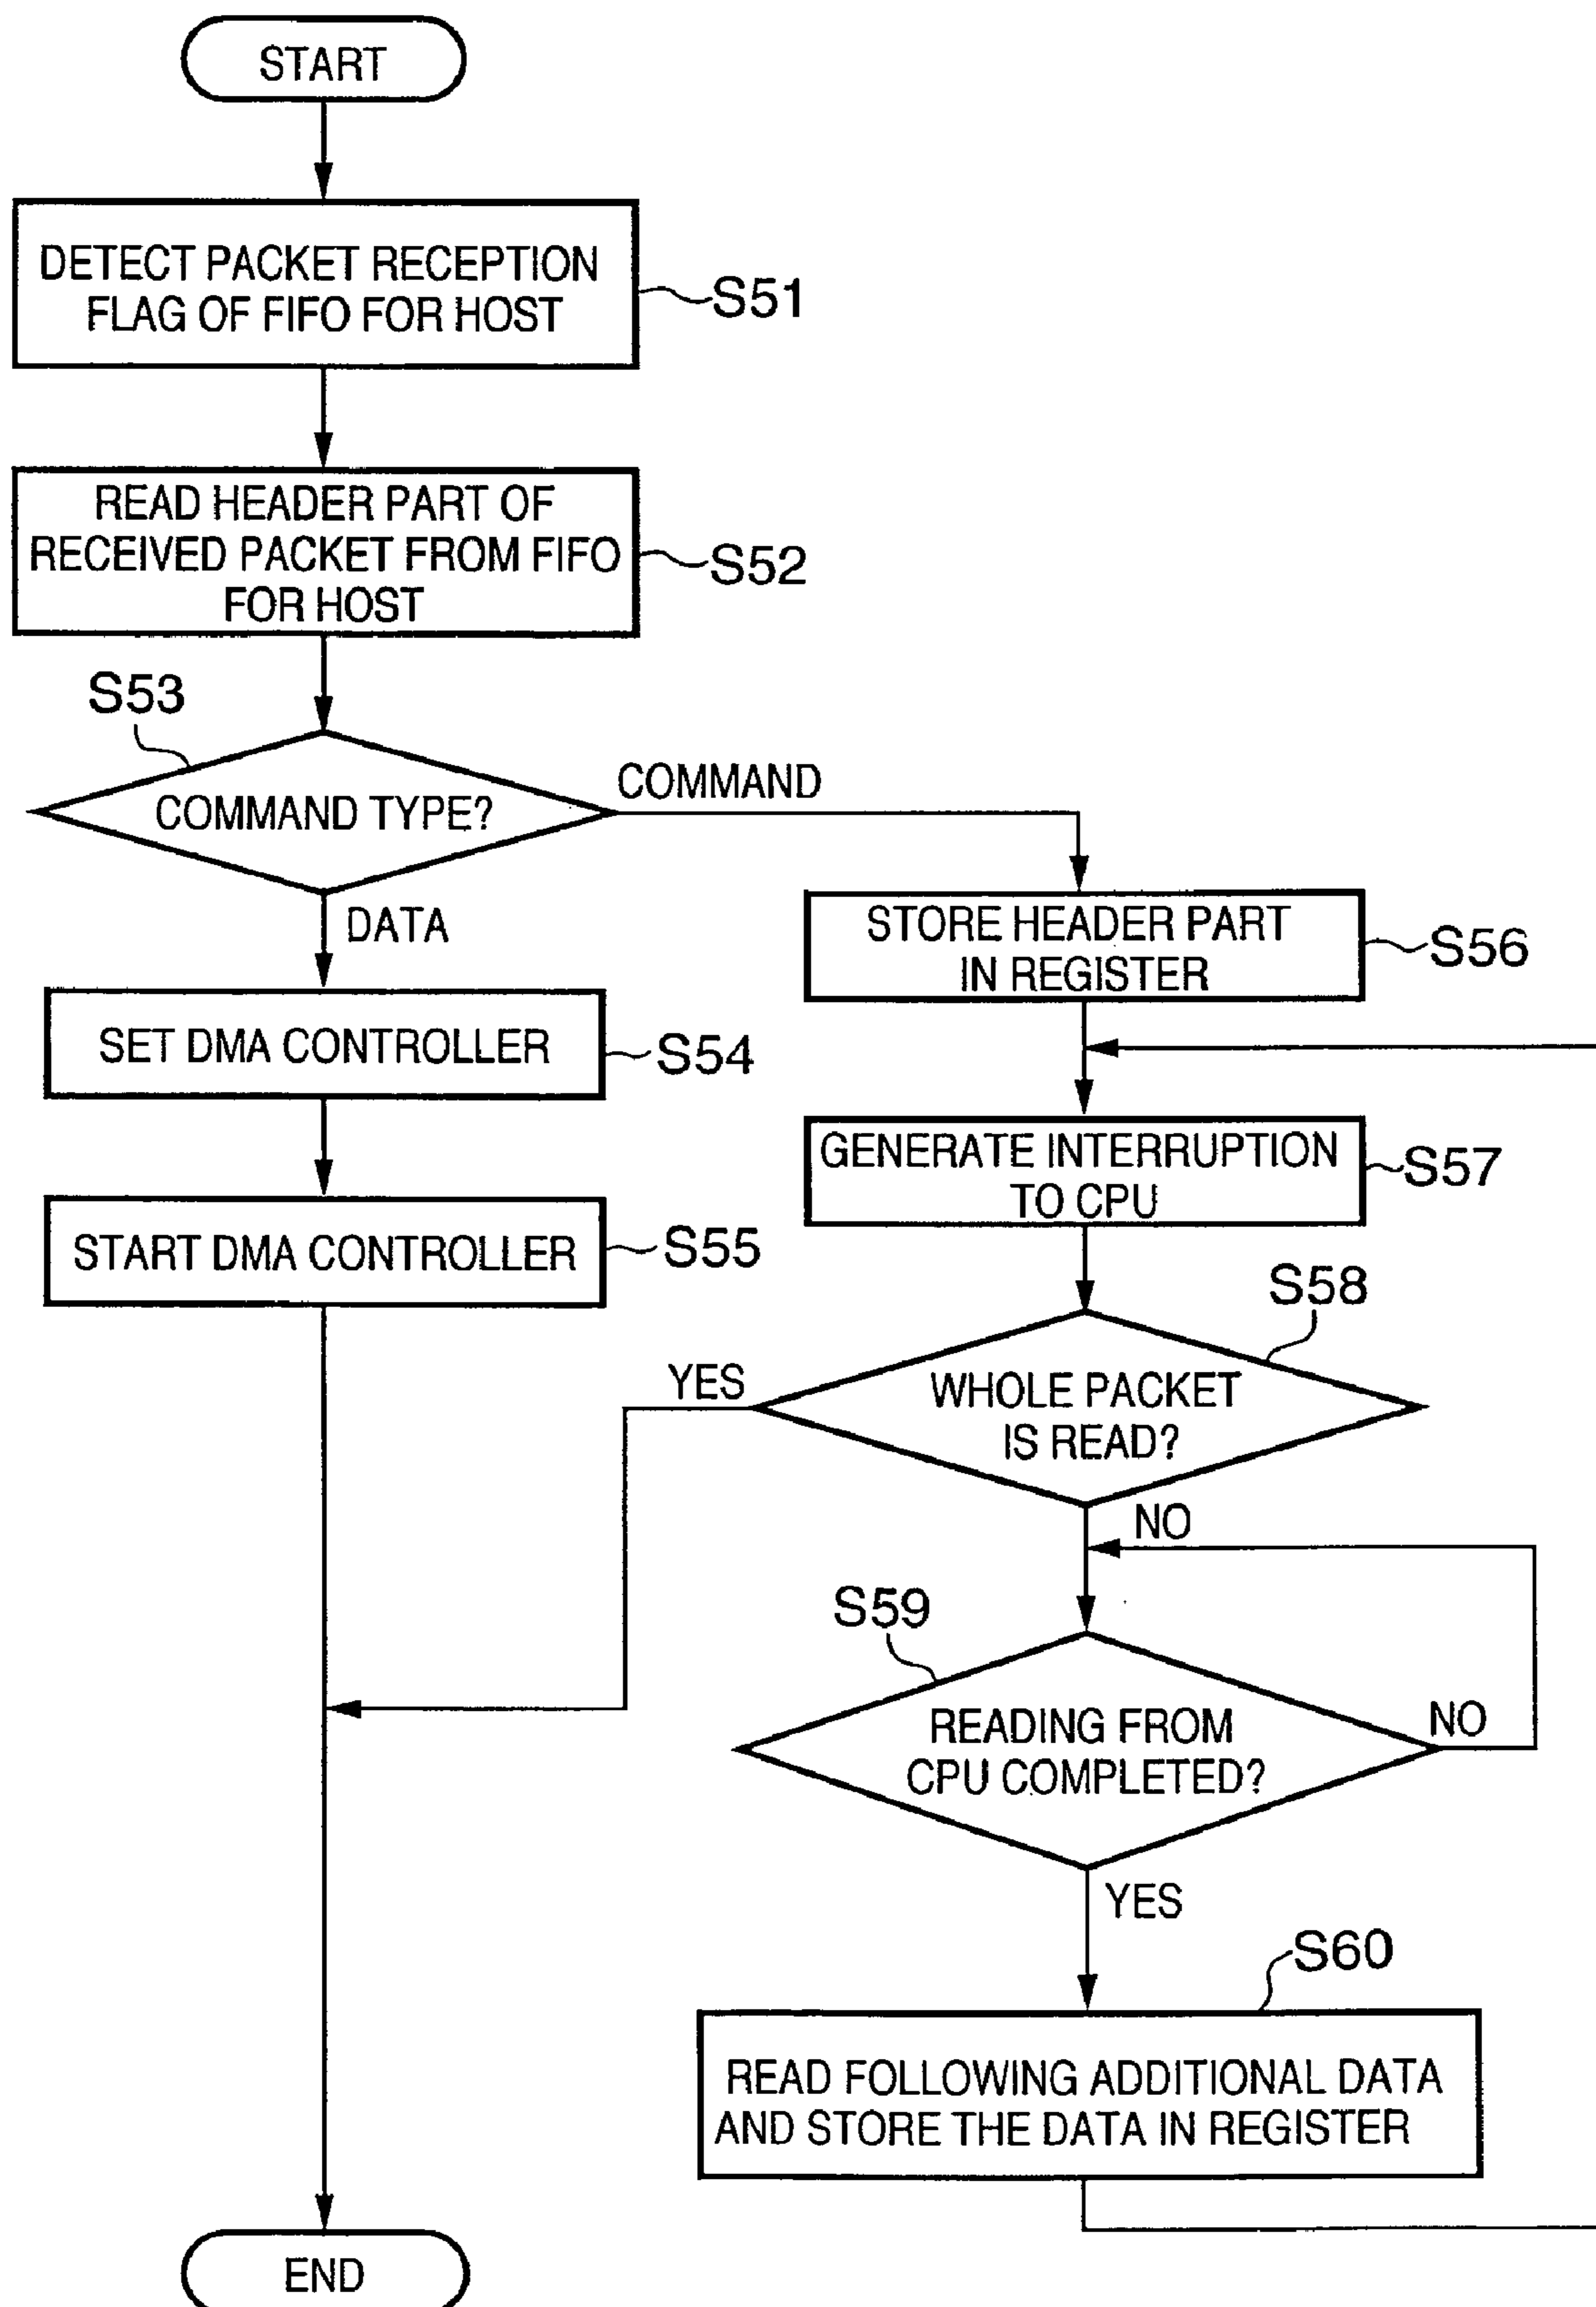 START
DETECT PACKET RECEPTION
FLAG OF FIFO FOR HOST
S51
READ HEADER PART OF
RECEIVED PACKET FROM FIFO
FOR HOST
S52
S53
COMMAND TYPE?
COMMAND
DATA
SET DMA CONTROLLER
S54
START DMA CONTROLLER
S55
STORE HEADER PART
IN REGISTER
S56
GENERATE INTERRUPTION
TO CPU
S57
S58
WHOLE PACKET
IS READ?
YES
NO
S59
READING FROM
CPU COMPLETED?
NO
YES
S60
READ FOLLOWING ADDITIONAL DATA
AND STORE THE DATA IN REGISTER
END